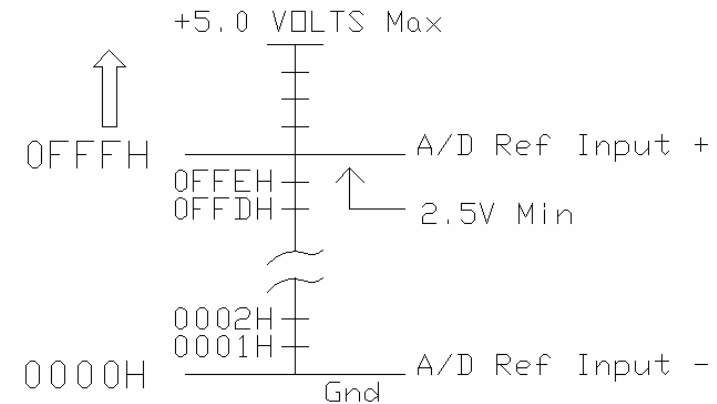 +5.0 VOLTS Max
0FFFH
A/D Ref Input +
0FFEH
0FFDH
2.5V Min
0002H
0001H
0000H
A/D Ref Input -
Gnd